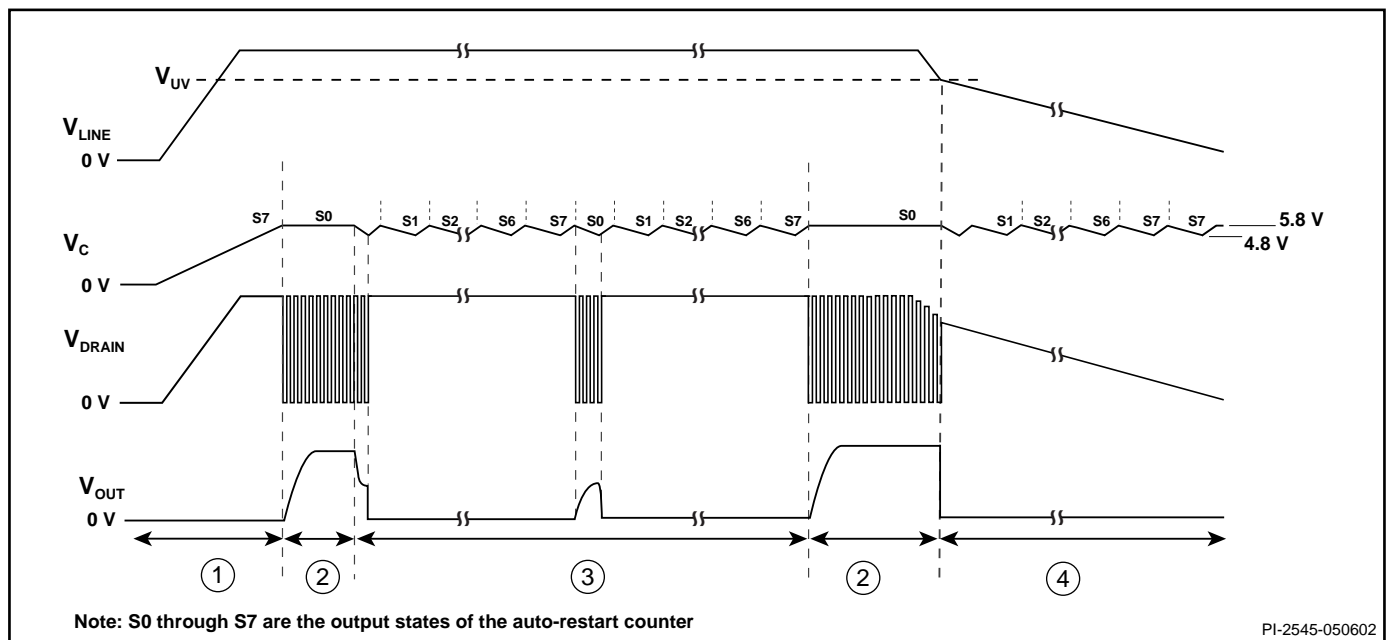 V_UV
V_LINE
0 V
S7 S0 S1 S2 S6 S7 S0 S1 S2 S6 S7 S0 S1 S2 S6 S7 S7 5.8 V
4.8 V
V_C
0 V
V_DRAIN
0 V
V_OUT
0 V
1 2 3 2 4
Note: S0 through S7 are the output states of the auto-restart counter
PI-2545-050602